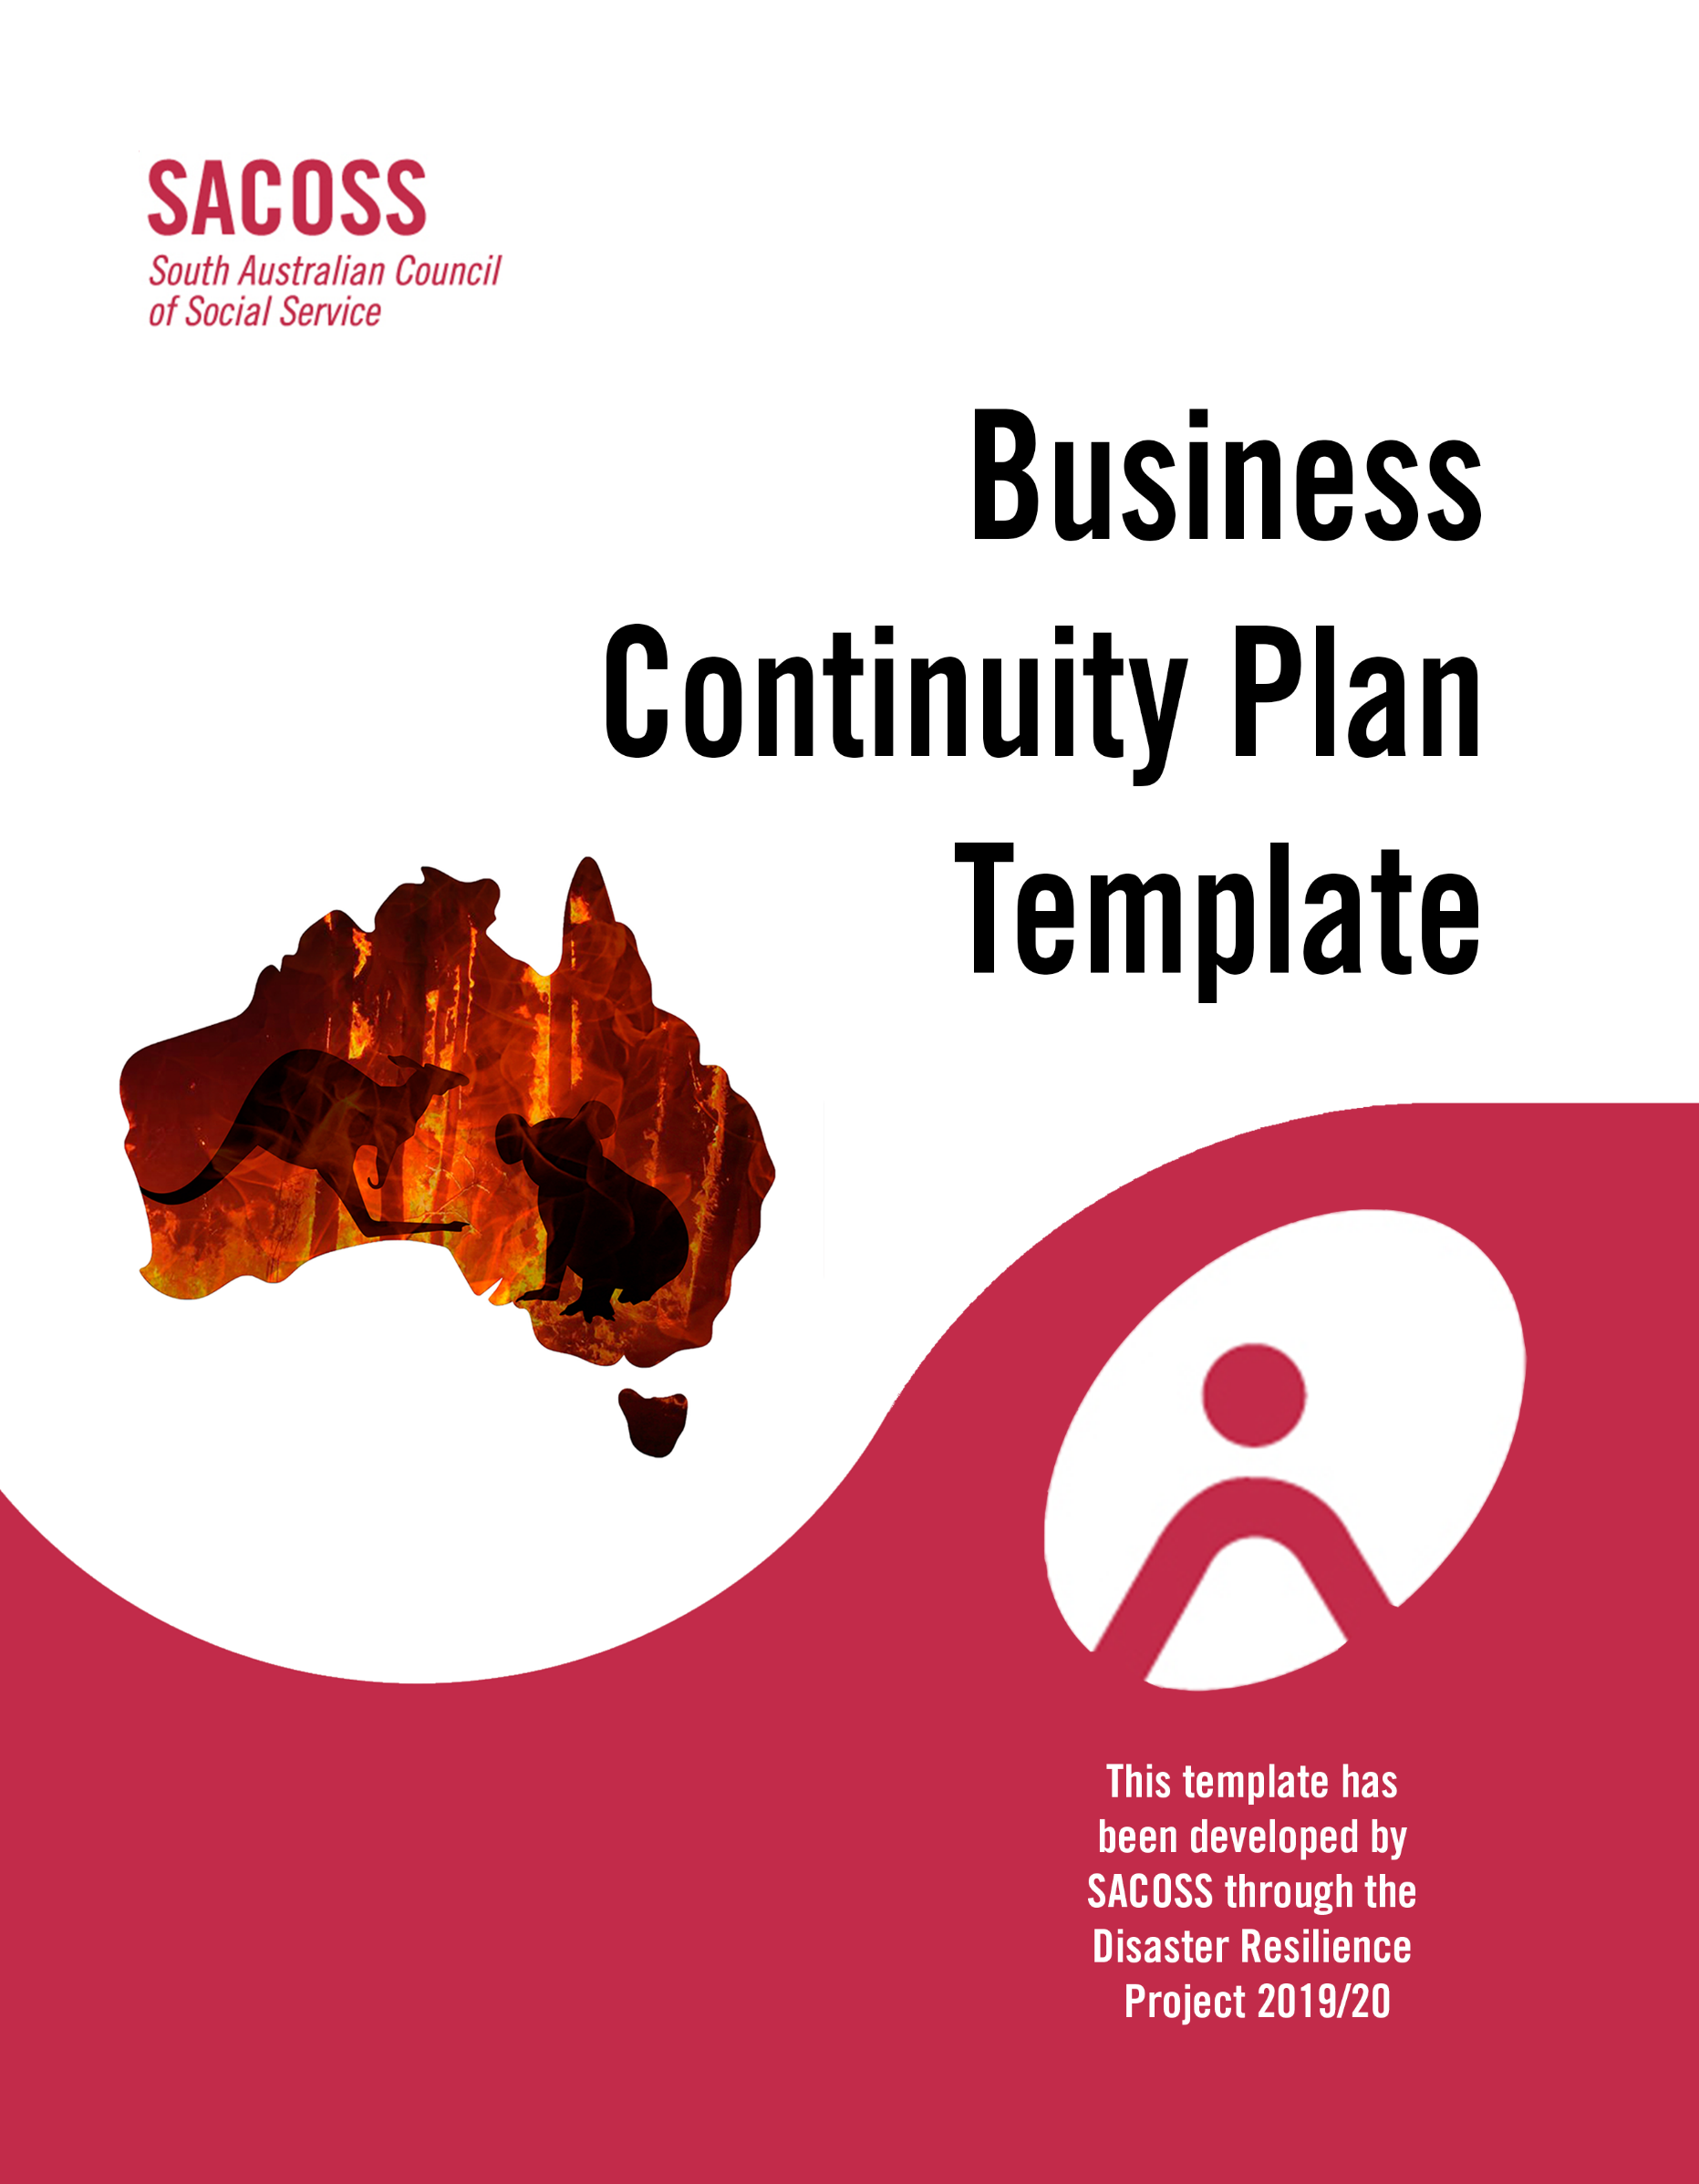 SACOSS
South Australian Council
of Social Service
Business
Continuity Plan
Template
This template has
been developed by
SACOSS through the
Disaster Resilience
Project 2019/20